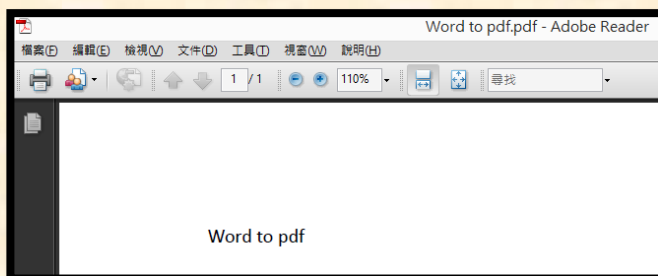 Word to pdf.pdf - Adobe Reader
檔案(F) 編輯(E) 檢視(V) 文件(D) 工具(T) 視窗(W) 說明(H)
1 / 1 110% 尋找
Word to pdf